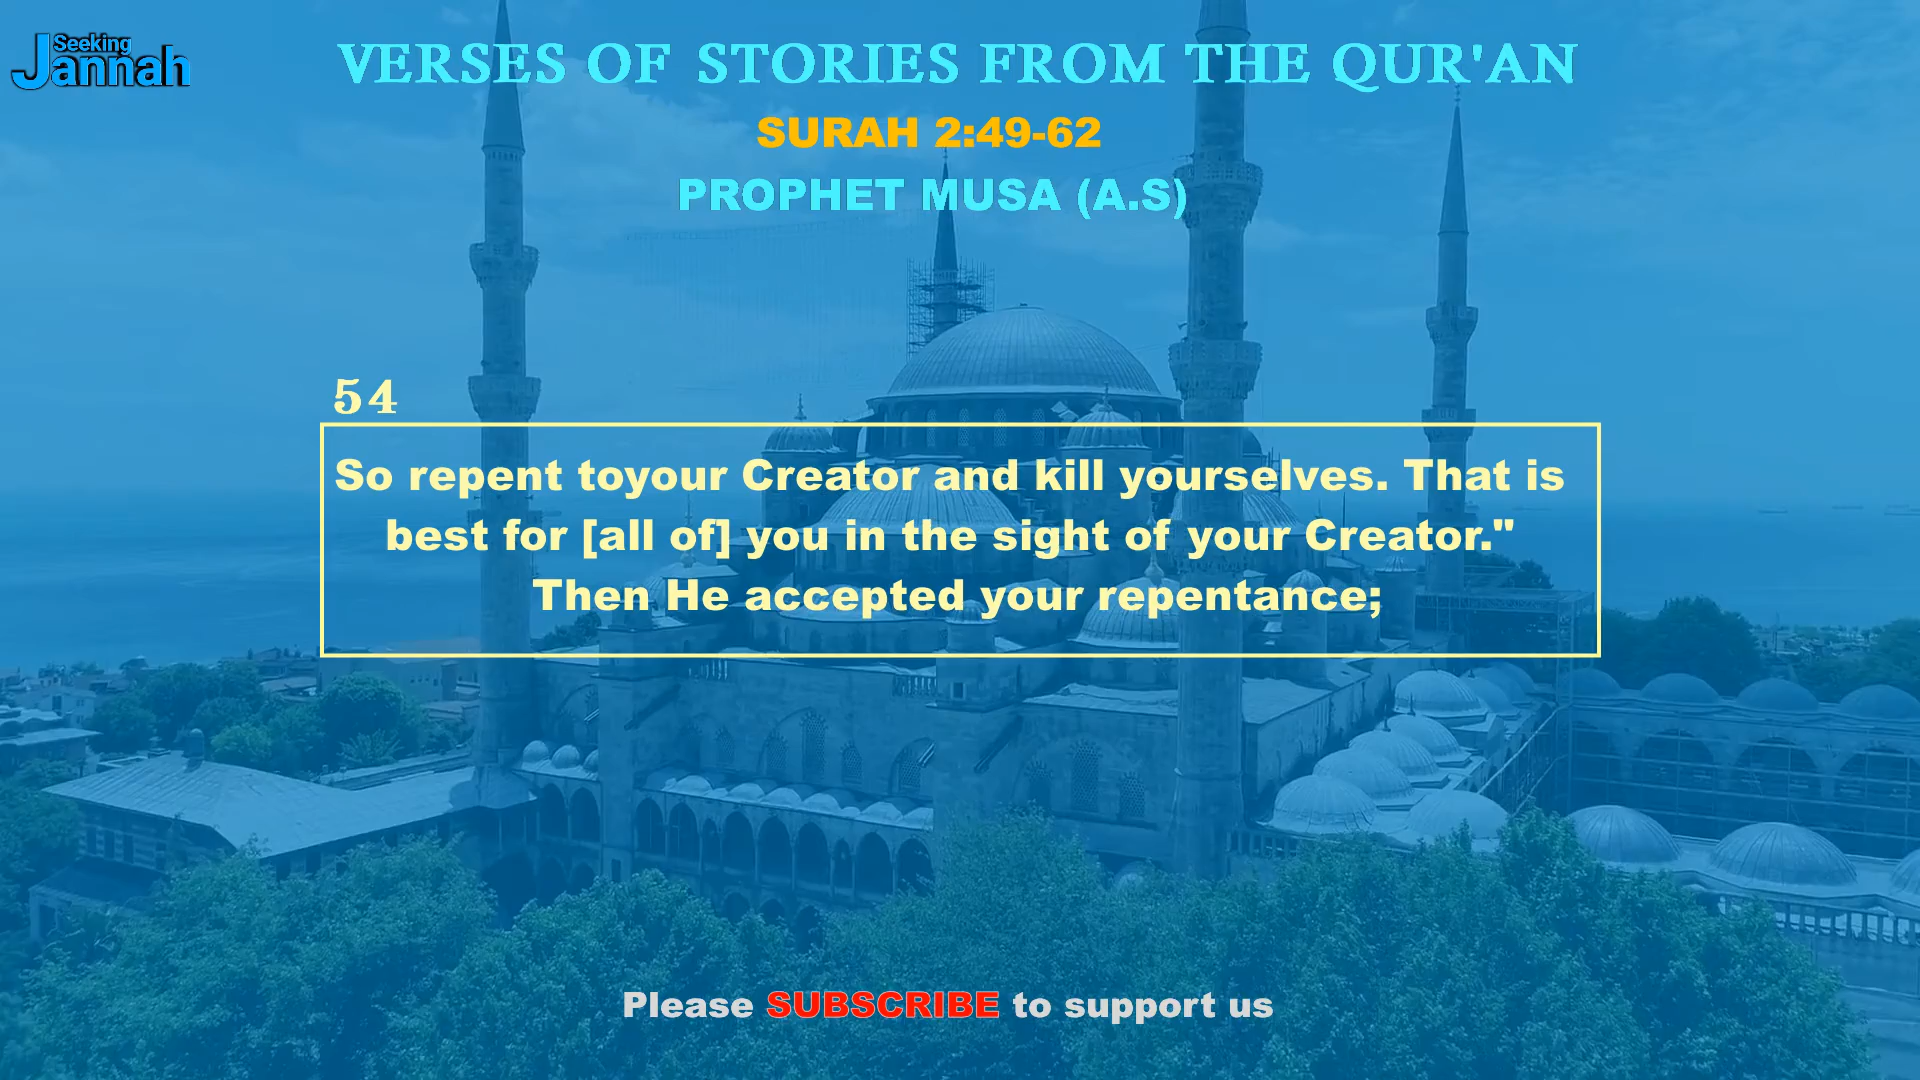 Seeking
Jannah
VERSES OF STORIES FROM THE QUR'AN
SURAH 2:49-62
PROPHET MUSA (A.S)
54
So repent toyour Creator and kill yourselves. That is
best for [all of] you in the sight of your Creator."
Then He accepted your repentance;
Please SUBSCRIBE to support us